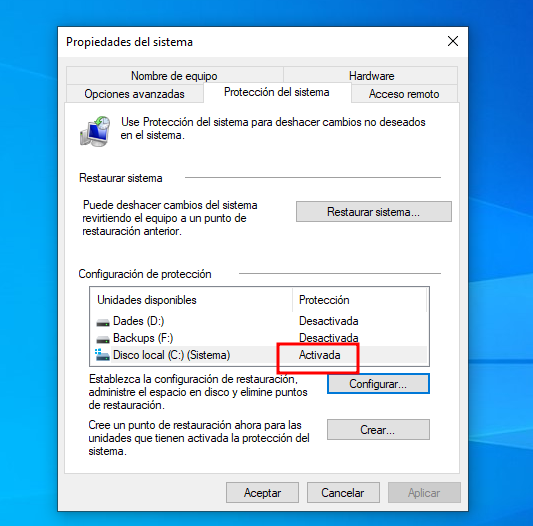 Propiedades del sistema
Nombre de equipo
Hardware
Opciones avanzadas
Protección del sistema
Acceso remoto
Use Protección del sistema para deshacer cambios no deseados
en el sistema.
Restaurar sistema
Puede deshacer cambios del sistema
revirtiendo el equipo a un punto de
restauración anterior.
Restaurar sistema...
Configuración de protección
Unidades disponibles
Protección
Dades (D:)
Desactivada
Backups (F:)
Desactivada
Disco local (C:) (Sistema)
Activada
Establezca la configuración de restauración,
administre el espacio en disco y elimine puntos
de restauración.
Configurar...
Cree un punto de restauración ahora para las
unidades que tienen activada la protección del
sistema.
Crear...
Aceptar
Cancelar
Aplicar